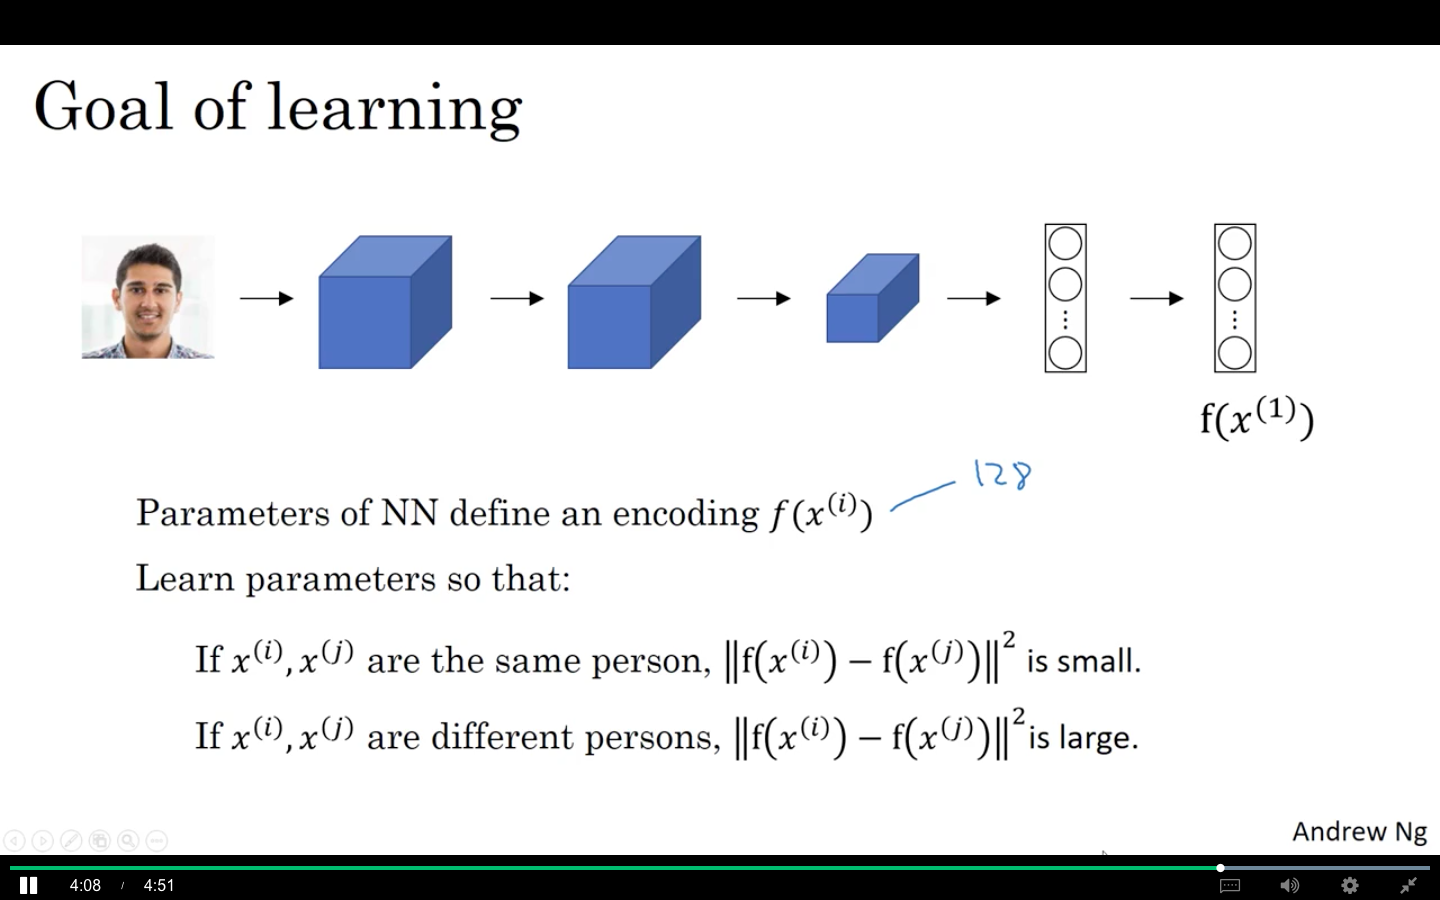 Goal of learning
f(x⁽¹⁾)
128
Parameters of NN define an encoding f(x⁽ⁱ⁾)
Learn parameters so that:
If x⁽ⁱ⁾, x⁽ʲ⁾ are the same person, ‖f(x⁽ⁱ⁾) − f(x⁽ʲ⁾)‖² is small.
If x⁽ⁱ⁾, x⁽ʲ⁾ are different persons, ‖f(x⁽ⁱ⁾) − f(x⁽ʲ⁾)‖² is large.
Andrew Ng
4:08 / 4:51